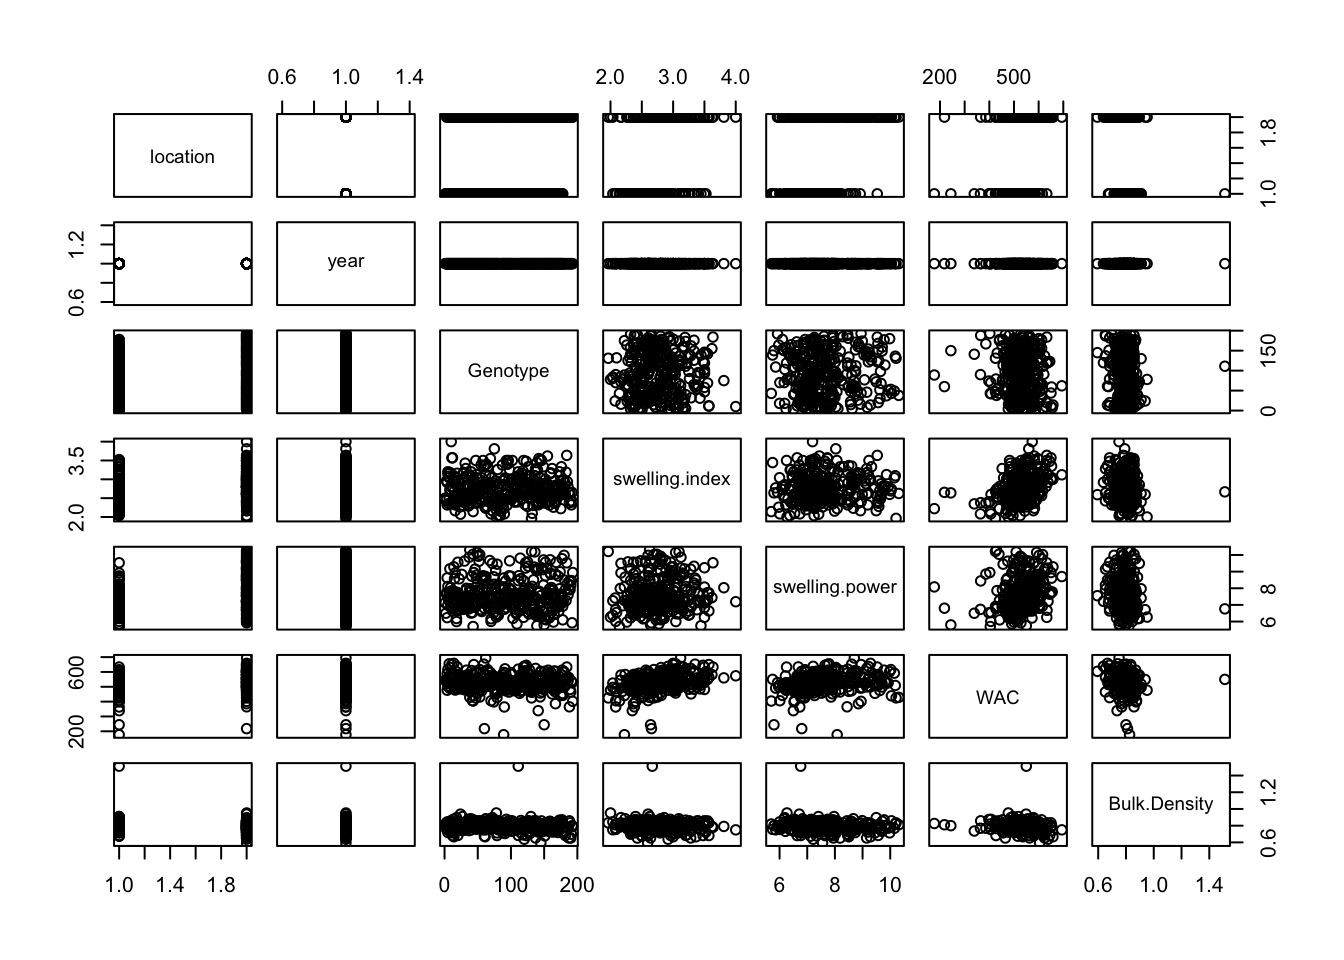 0.6 1.0 1.4 2.0 3.0 4.0 200 500
location 1.0 1.8
0.6 1.2 year
Genotype 0 150
2.0 3.5 swelling.index
swelling.power 6 8
200 600 WAC
Bulk.Density 0.6 1.2
1.0 1.4 1.8 0 100 200 6 8 10 0.6 1.0 1.4